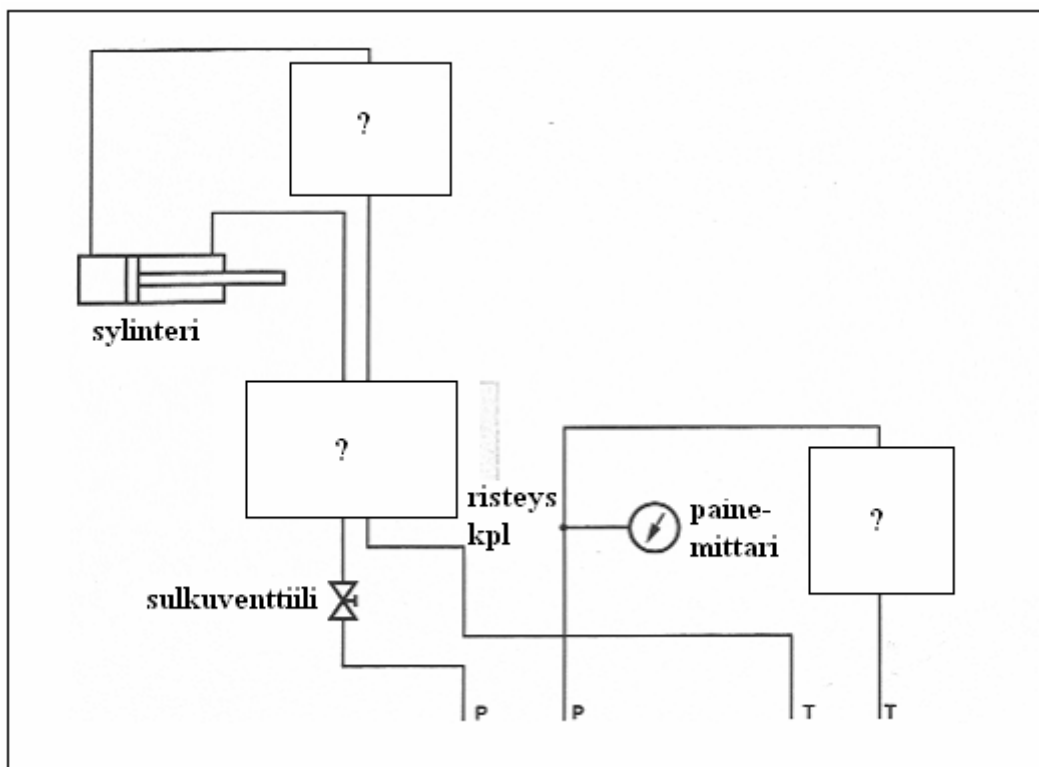 ?
sylinteri
?
risteys
kpl
paine-
mittari
?
sulkuventtiili
P
P
T
T